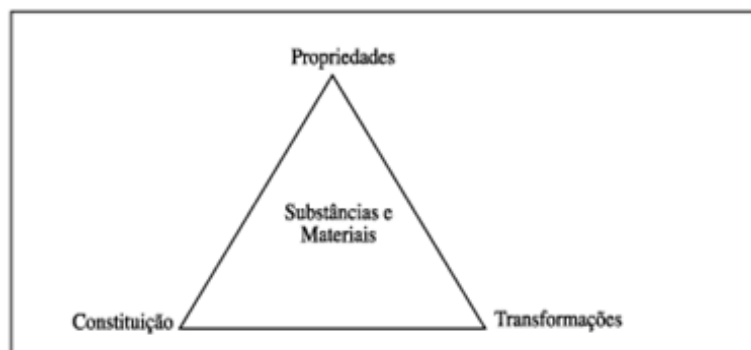 Propriedades
Substâncias e
Materiais
Constituição
Transformações